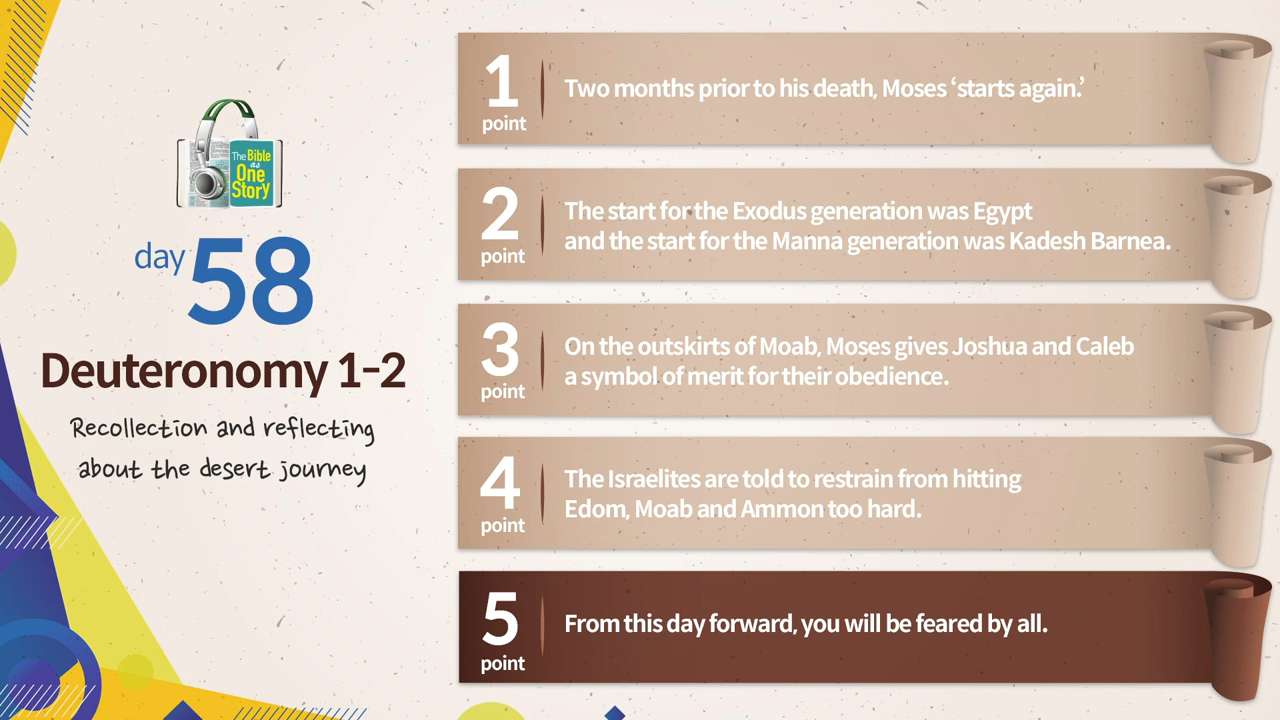 The Bible
as
One
Story
day 58
Deuteronomy 1-2
Recollection and reflecting
about the desert journey
1
point
Two months prior to his death, Moses ‘starts again.’
2
point
The start for the Exodus generation was Egypt
and the start for the Manna generation was Kadesh Barnea.
3
point
On the outskirts of Moab, Moses gives Joshua and Caleb
a symbol of merit for their obedience.
4
point
The Israelites are told to restrain from hitting
Edom, Moab and Ammon too hard.
5
point
From this day forward, you will be feared by all.